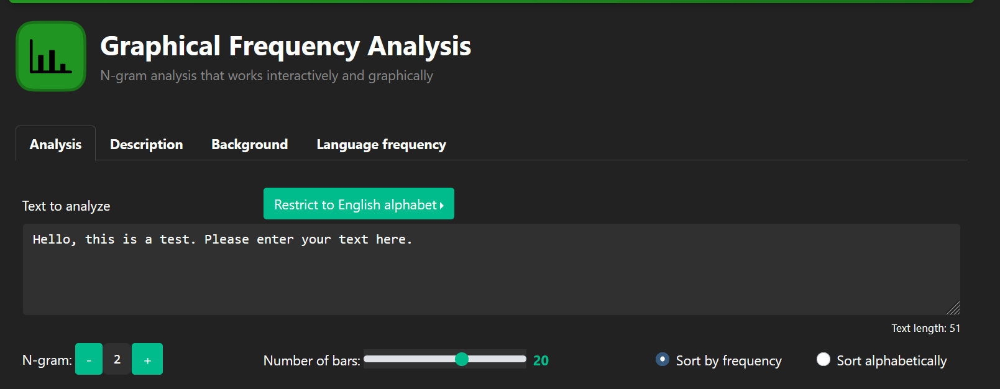 Graphical Frequency Analysis
N-gram analysis that works interactively and graphically
Analysis Description Background Language frequency
Text to analyze Restrict to English alphabet
Hello, this is a test. Please enter your text here.
Text length: 51
N-gram: - 2 + Number of bars: 20 Sort by frequency Sort alphabetically